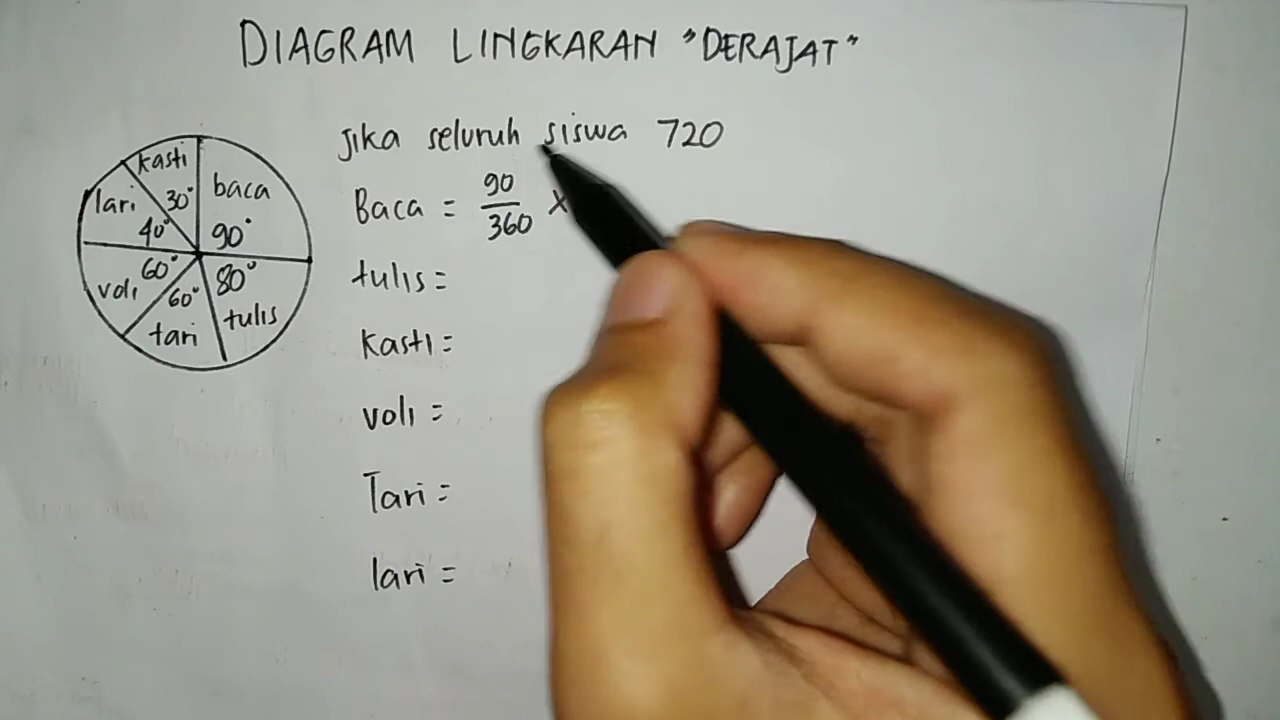 DIAGRAM LINGKARAN "DERAJAT"
Jika seluruh siswa 720
Baca = 90/360 ×
tulis =
Kasti =
voli =
Tari =
lari =
kasti
30°
baca
90°
lari
40°
voli
60°
60°
tari
80°
tulis